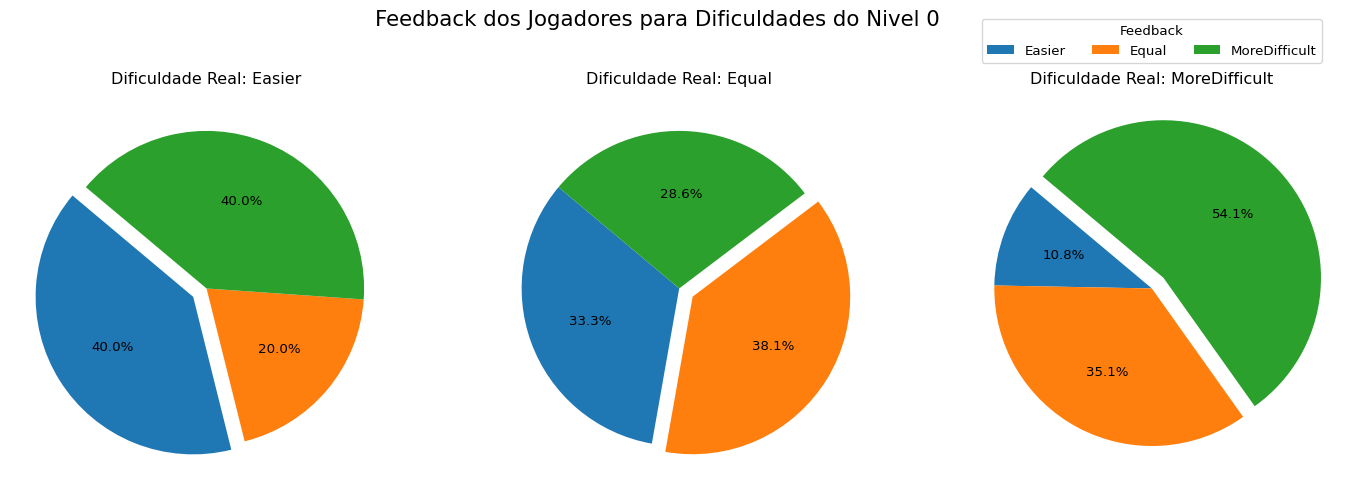 Feedback dos Jogadores para Dificuldades do Nivel 0
Feedback
Easier
Equal
MoreDifficult
Dificuldade Real: Easier
40.0%
40.0%
20.0%
Dificuldade Real: Equal
28.6%
33.3%
38.1%
Dificuldade Real: MoreDifficult
54.1%
10.8%
35.1%